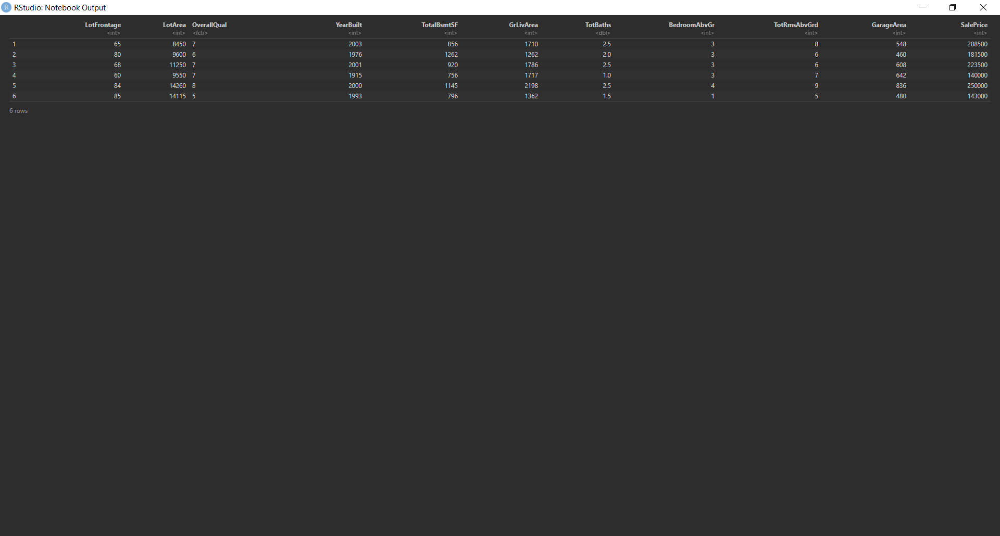 R RStudio: Notebook Output
LotFrontage LotArea OverallQual YearBuilt TotalBsmtSF GrLivArea TotBaths BedroomAbvGr TotRmsAbvGrd GarageArea SalePrice
<int> <int> <fctr> <int> <int> <int> <dbl> <int> <int> <int> <int>
1 65 8450 7 2003 856 1710 2.5 3 8 548 208500
2 80 9600 6 1976 1262 1262 2.0 3 6 460 181500
3 68 11250 7 2001 920 1786 2.5 3 6 608 223500
4 60 9550 7 1915 756 1717 1.0 3 7 642 140000
5 84 14260 8 2000 1145 2198 2.5 4 9 836 250000
6 85 14115 5 1993 796 1362 1.5 1 5 480 143000
6 rows